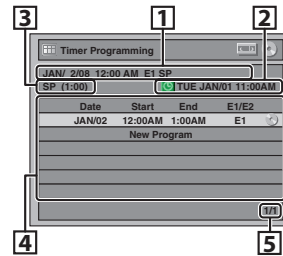 1 2
3
Timer Programming
JAN/ 2/08 12:00 AM E1 SP
SP (1:00) TUE JAN/01 11:00AM
Date Start End E1/E2
JAN/02 12:00AM 1:00AM E1
New Program
1/1
4 5